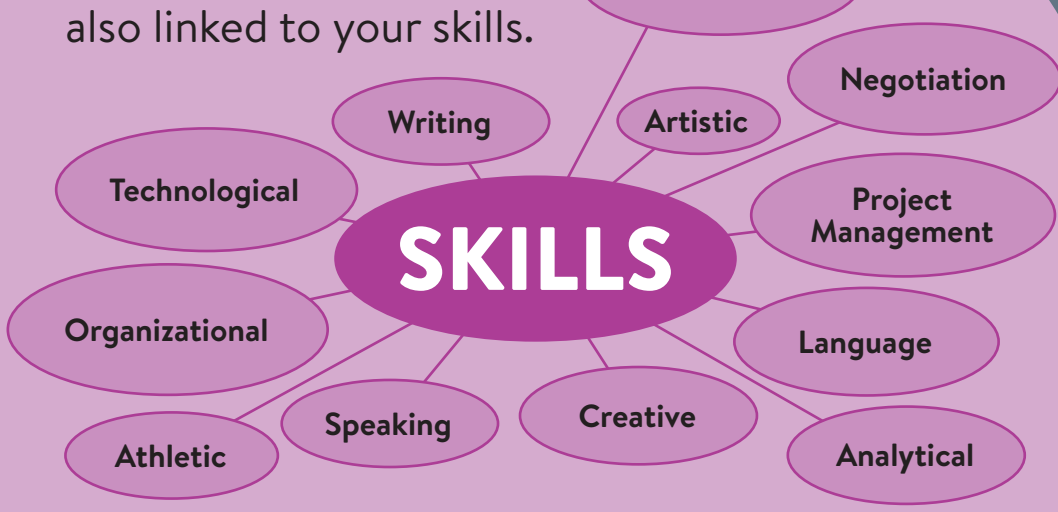 also linked to your skills.
Negotiation
Writing
Artistic
Technological
Project
Management
SKILLS
Organizational
Language
Speaking
Creative
Athletic
Analytical